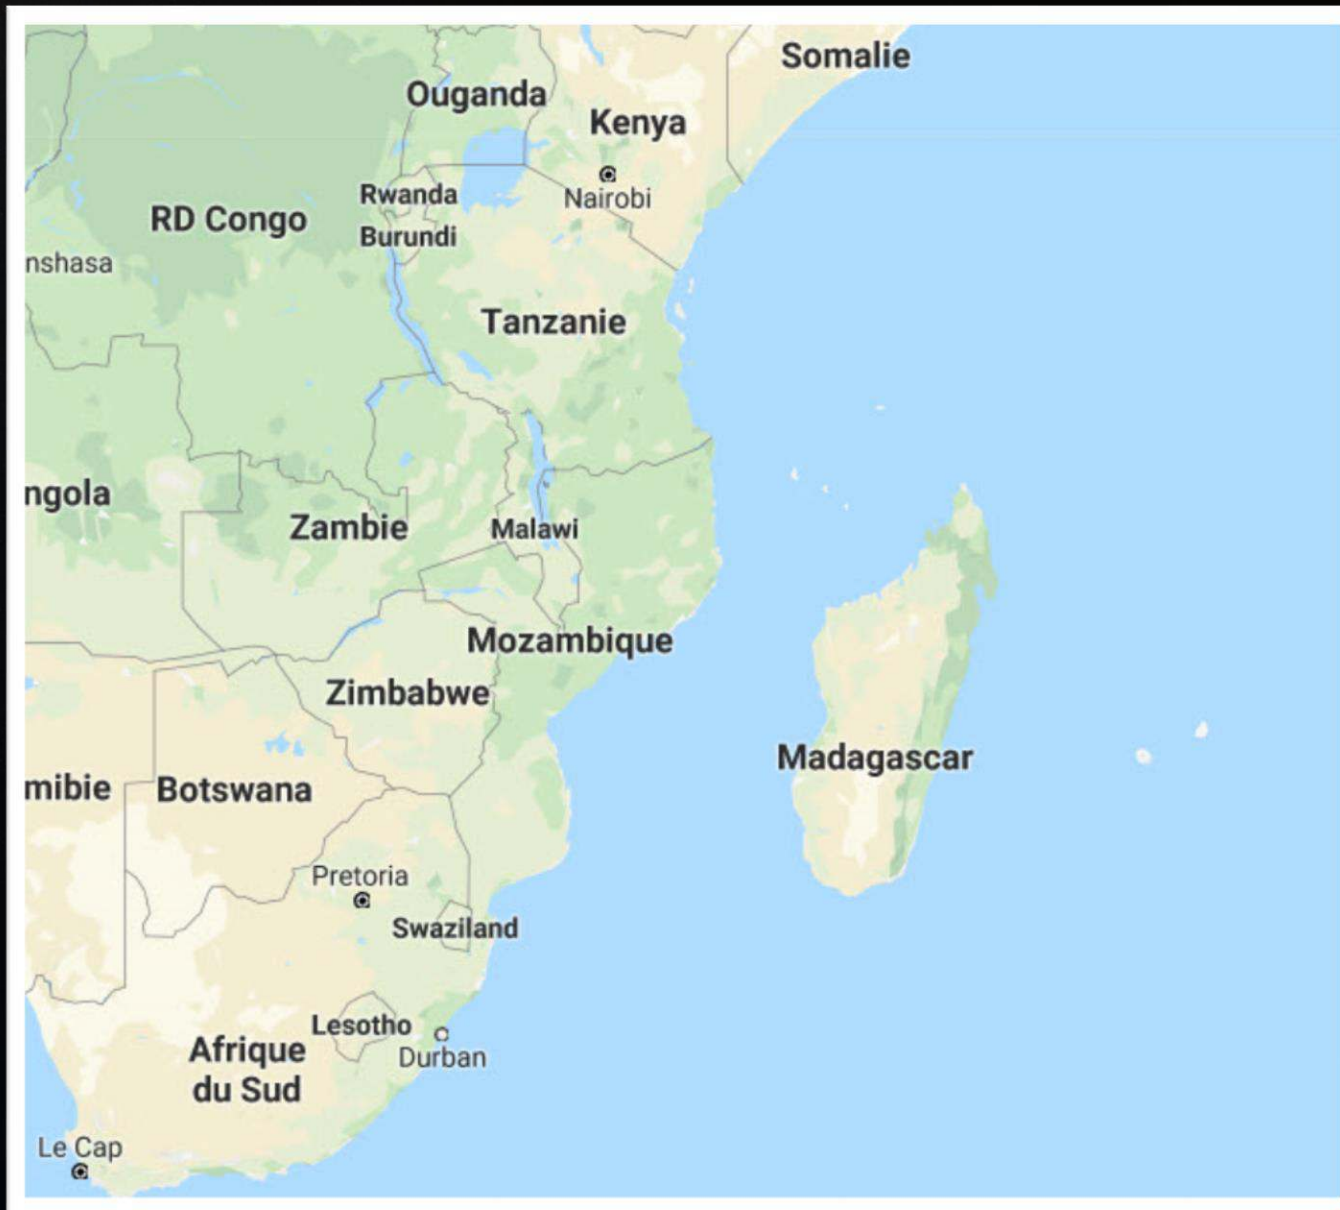 Somalie
Ouganda
Kenya
Rwanda
Nairobi
RD Congo
Burundi
nshasa
Tanzanie
ngola
Zambie
Malawi
Mozambique
Zimbabwe
Madagascar
mibie
Botswana
Pretoria
Swaziland
Lesotho
Afrique
du Sud
Durban
Le Cap